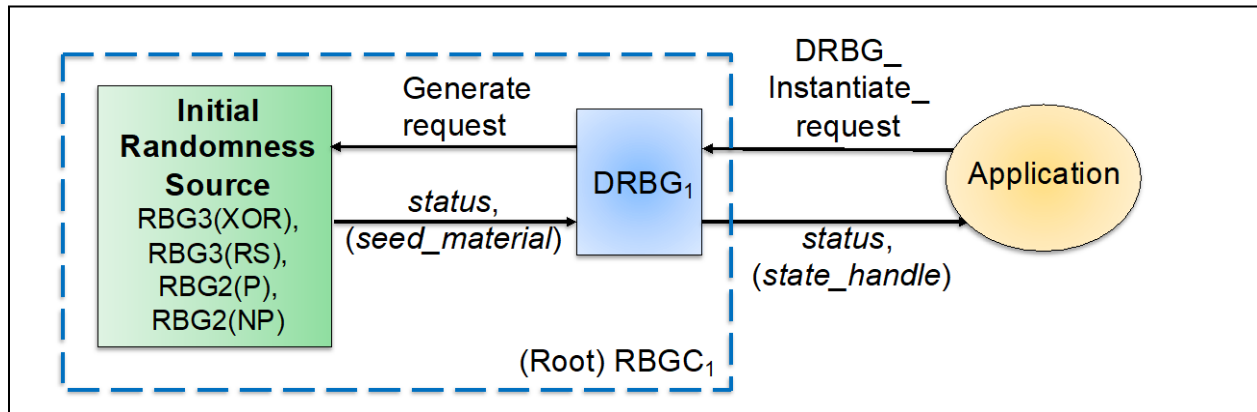 Initial
Randomness
Source
RBG3(XOR),
RBG3(RS),
RBG2(P),
RBG2(NP)
Generate
request
status,
(seed_material)
DRBG₁
(Root) RBGC₁
DRBG_
Instantiate_
request
status,
(state_handle)
Application